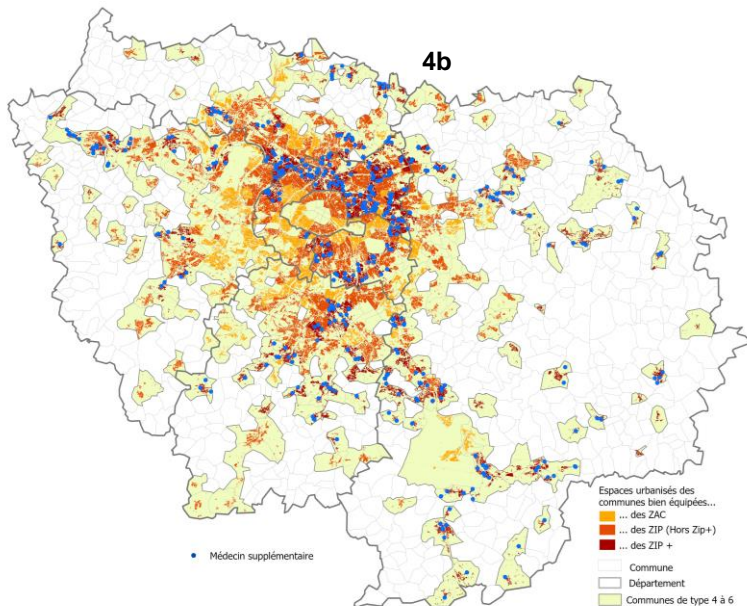 4b
Médecin supplémentaire
Espaces urbanisés des
communes bien équipées...
... des ZAC
... des ZIP (Hors Zip+)
... des ZIP +
Commune
Département
Communes de type 4 à 6